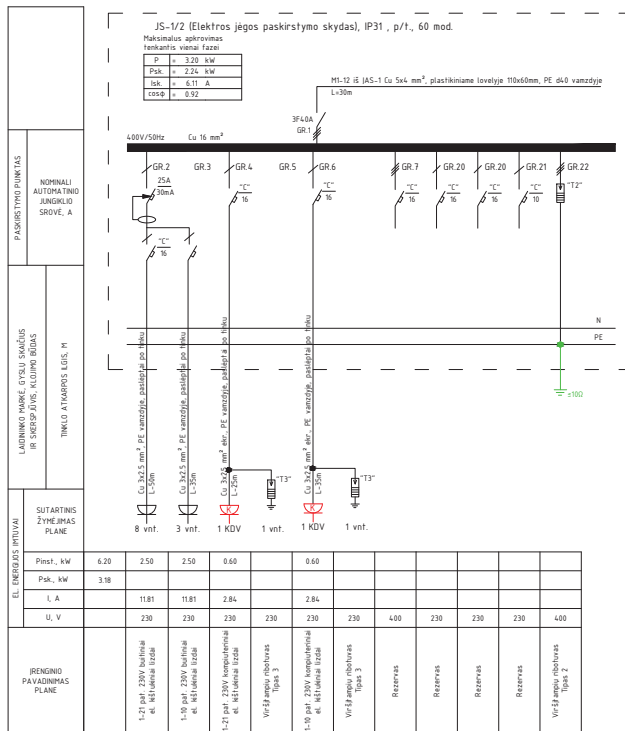 JS-1/2 (Elektros jėgos paskirstymo skydas), IP31 , p/t., 60 mod.
Maksimalus apkrovimas
tenkantis vienai fazei
P = 3.20 kW
Psk. = 2.24 kW
Isk. = 6.11 A
cosϕ = 0.92
M1-12 iš JAS-1 Cu 5x4 mm², plastikiniame lovelyje 110x60mm, PE d40 vamzdyje
L=30m
3F40A
GR.1
400V/50Hz Cu 16 mm²
GR.2 GR.3 GR.4 GR.5 GR.6 GR.7 GR.20 GR.20 GR.21 GR.22
25A
30mA
"C"
16
"C"
16
"C"
16
"C"
16
"C"
16
"C"
16
"C"
10
"T2"
N
PE
≤10Ω
PASKIRSTYMO PUNKTAS
NOMINALI
AUTOMATINIO
JUNGIKLIO
SROVĖ, A
LAIDININKO MARKĖ, GYSLŲ SKAIČIUS
IR SKERSPJŪVIS, KLOJIMO BŪDAS
TINKLO ATKARPOS ILGIS, M
Cu 3x2.5 mm², PE vamzdyje, paslėptai po tinku
L-50m
Cu 3x2.5 mm², PE vamzdyje, paslėptai po tinku
L-35m
Cu 3x2.5 mm² ekr., PE vamzdyje, paslėptai po tinku
L-25m
Cu 3x2.5 mm² ekr., PE vamzdyje, paslėptai po tinku
L-35m
"T3"
"T3"
K
K
8 vnt. 3 vnt. 1 KDV 1 vnt. 1 KDV 1 vnt.
EL. ENERGIJOS IMTUVAI
SUTARTINIS
ŽYMĖJIMAS
PLANE
Pinst., kW 6.20 2.50 2.50 0.60 0.60
Psk., kW 3.18
I, A 11.81 11.81 2.84 2.84
U, V 230 230 230 230 230 230 400 230 230 230 400
ĮRENGINIO
PAVADINIMAS
PLANE
1-21 pat. 230V buitiniai
el. kištukiniai lizdai
1-10 pat. 230V buitiniai
el. kištukiniai lizdai
1-21 pat. 230V kompiuteriniai
el. kištukiniai lizdai
Viršįtampių ribotuvas
Tipas 3
1-10 pat. 230V kompiuteriniai
el. kištukiniai lizdai
Viršįtampių ribotuvas
Tipas 3
Rezervas
Rezervas
Rezervas
Rezervas
Viršįtampių ribotuvas
Tipas 2